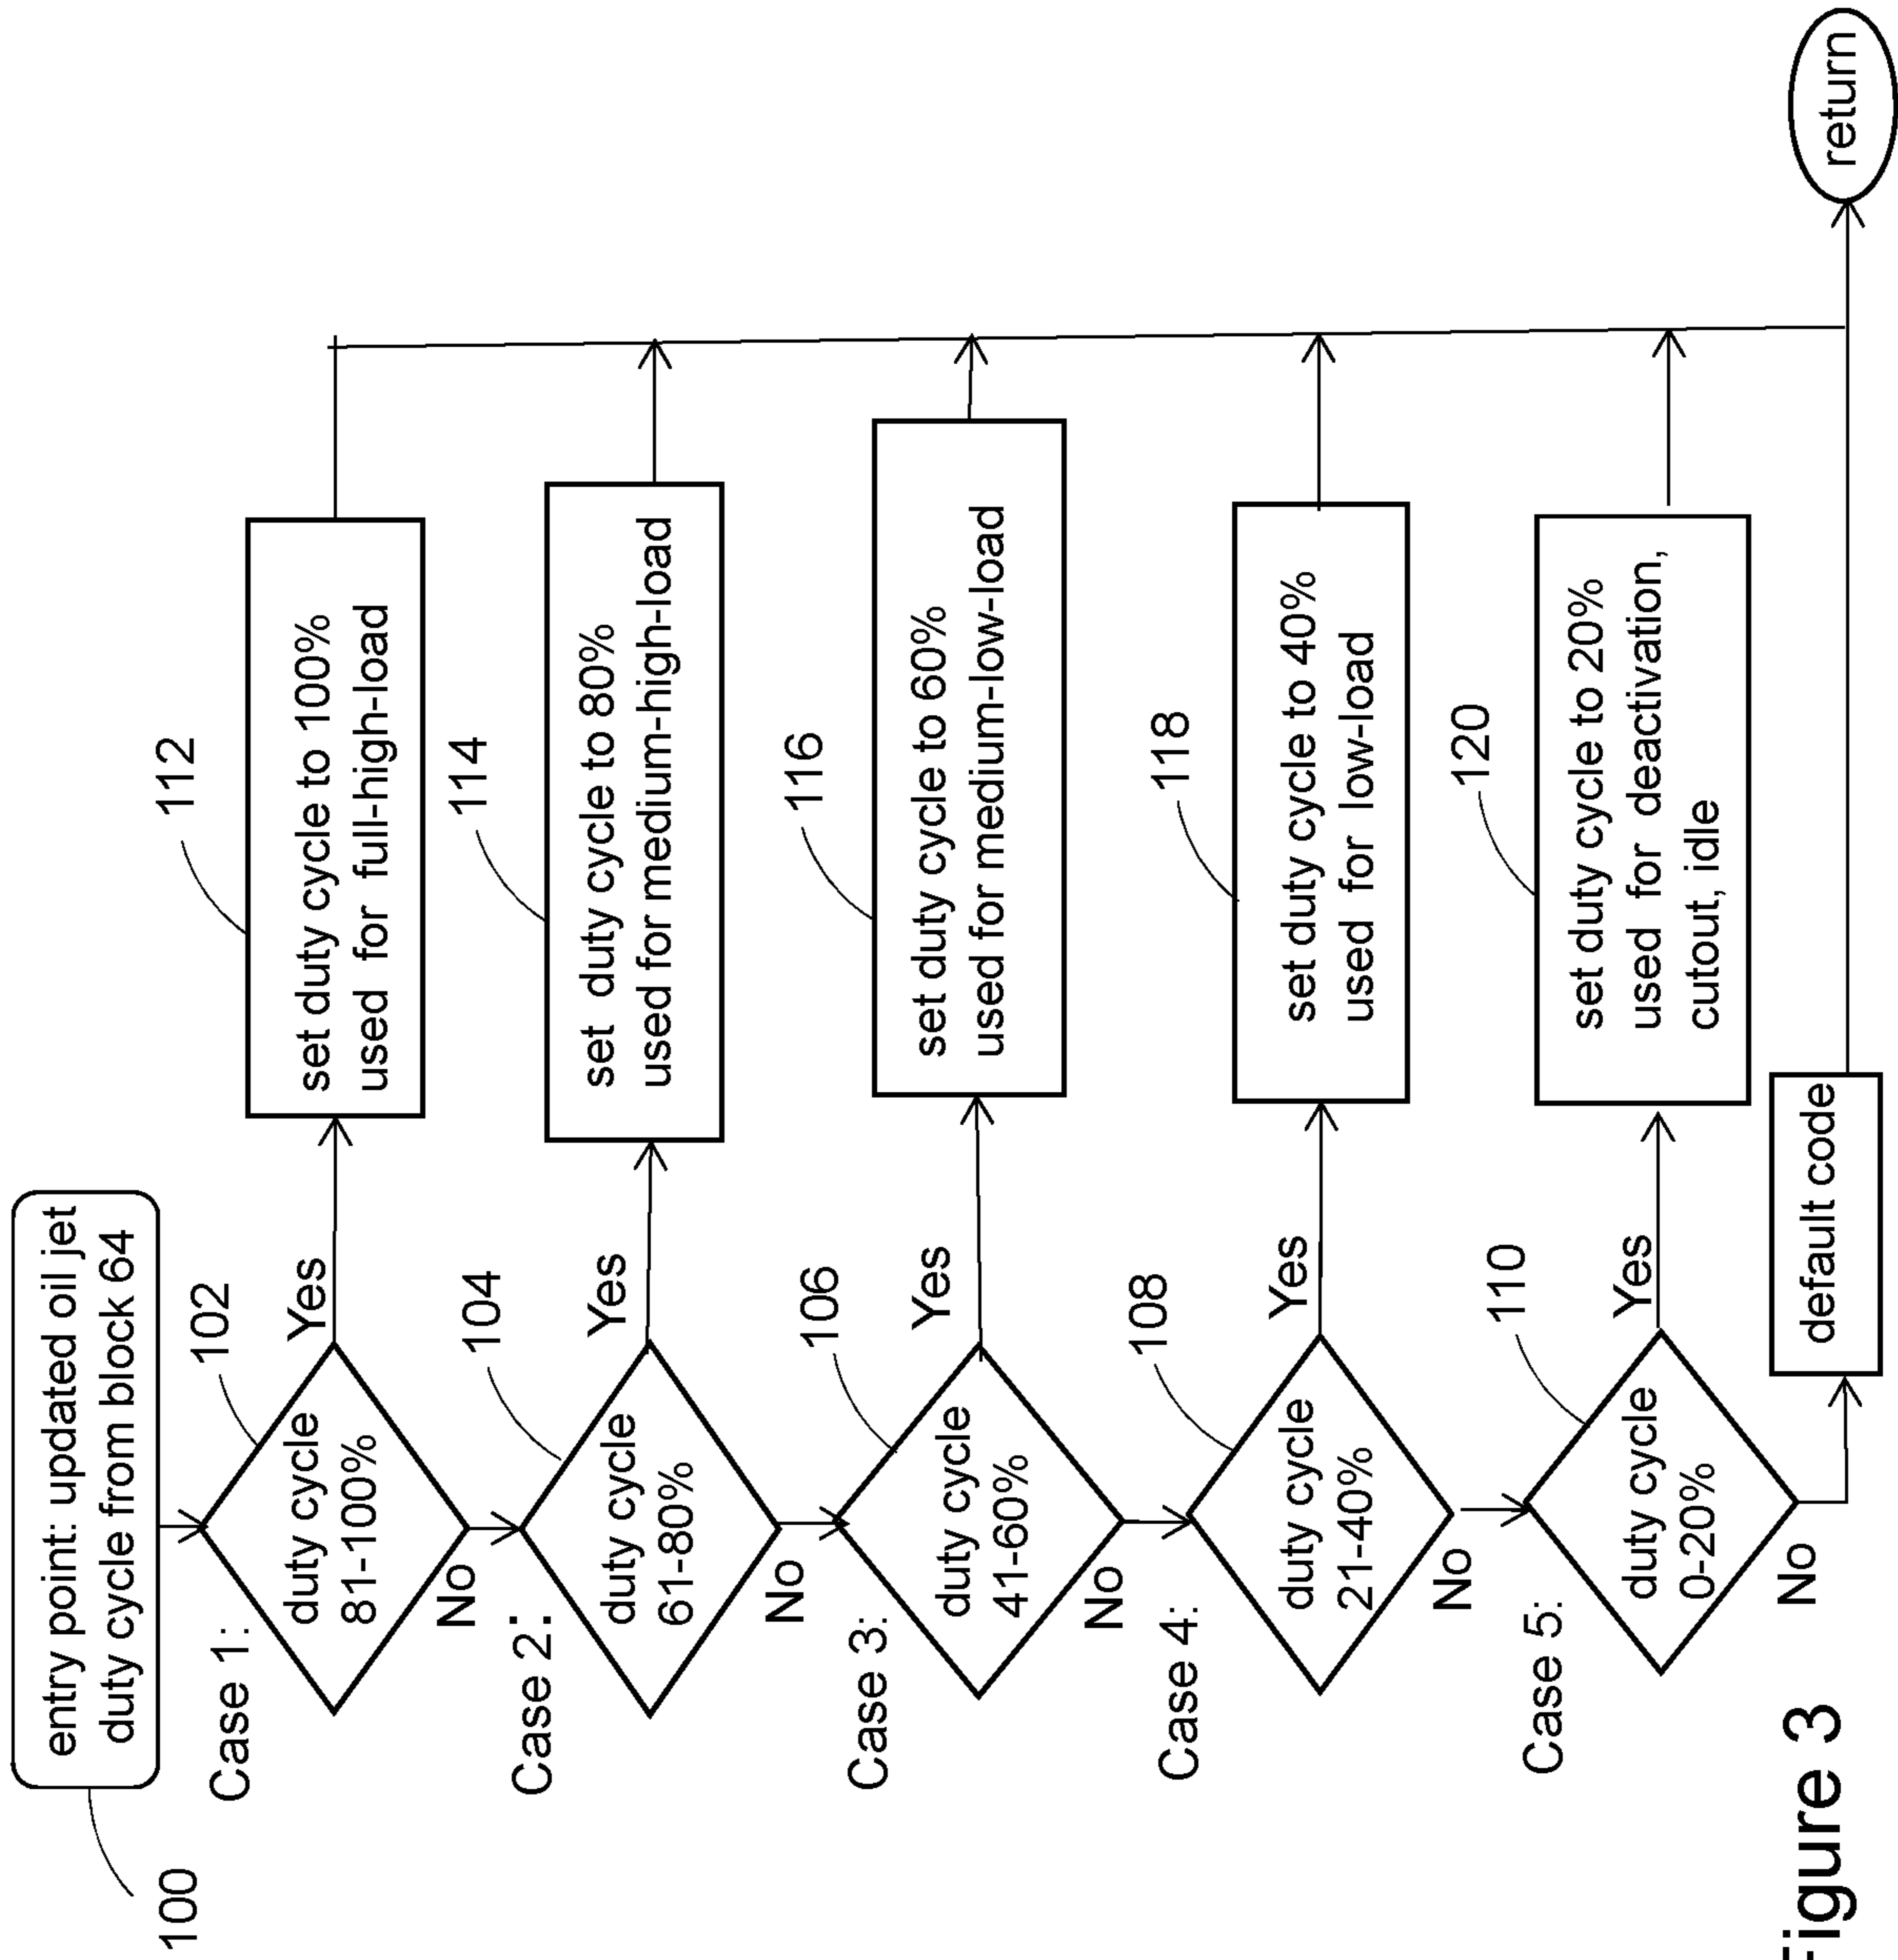 entry point: updated oil jet
duty cycle from block 64
100
Case 1:
duty cycle
81-100%
102
Yes
No
set duty cycle to 100%
used for full-high-load
112
Case 2:
duty cycle
61-80%
104
Yes
No
set duty cycle to 80%
used for medium-high-load
114
Case 3:
duty cycle
41-60%
106
Yes
No
set duty cycle to 60%
used for medium-low-load
116
Case 4:
duty cycle
21-40%
108
Yes
No
set duty cycle to 40%
used for low-load
118
Case 5:
duty cycle
0-20%
110
Yes
No
set duty cycle to 20%
used for deactivation,
cutout, idle
120
default code
return
Figure 3